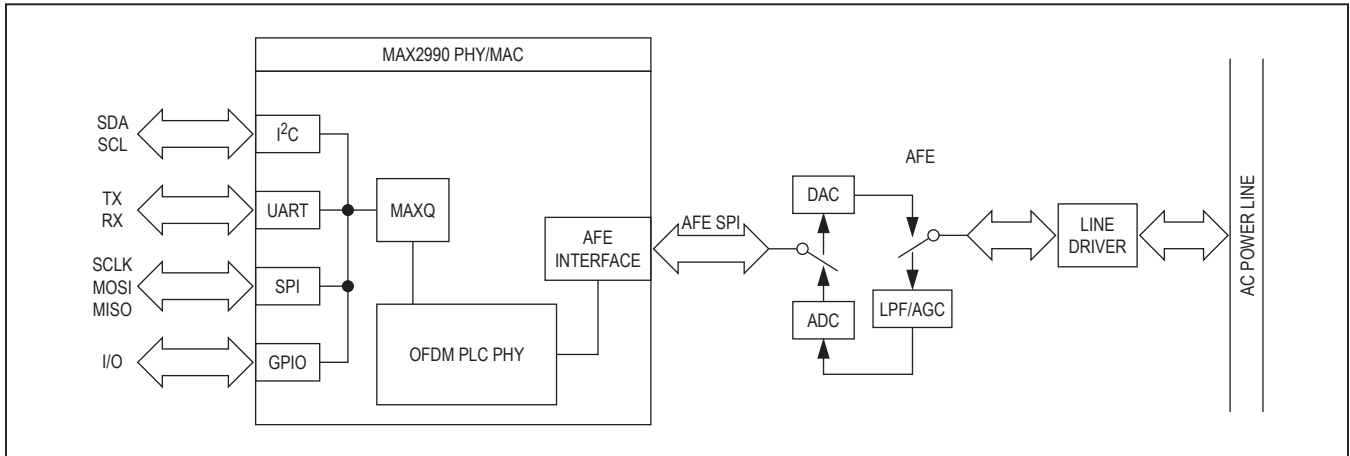 MAX2990 PHY/MAC
SDA
SCL
I²C
TX
RX
UART
MAXQ
SCLK
MOSI
MISO
SPI
I/O
GPIO
OFDM PLC PHY
AFE
INTERFACE
AFE SPI
AFE
DAC
ADC
LPF/AGC
LINE
DRIVER
AC POWER LINE